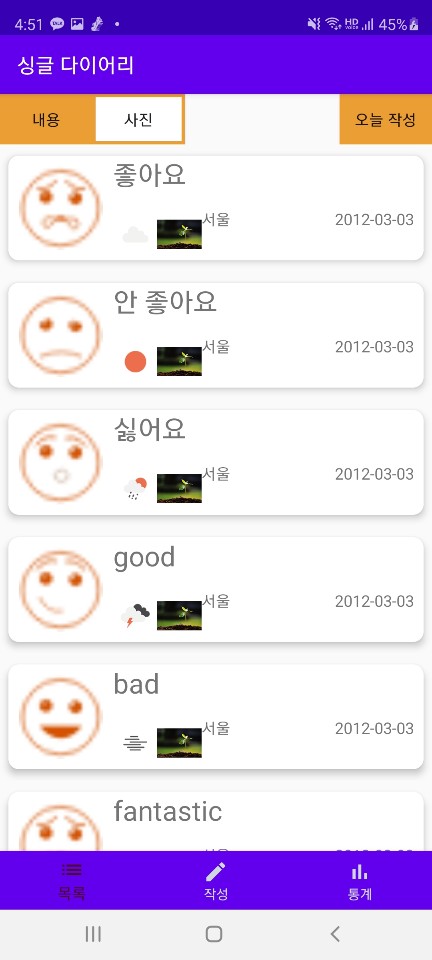 4:51 HD VOICE 45%
싱글 다이어리
내용 사진 오늘 작성
좋아요
서울 2012-03-03
안 좋아요
서울 2012-03-03
싫어요
서울 2012-03-03
good
서울 2012-03-03
bad
서울 2012-03-03
fantastic
목록 작성 통계